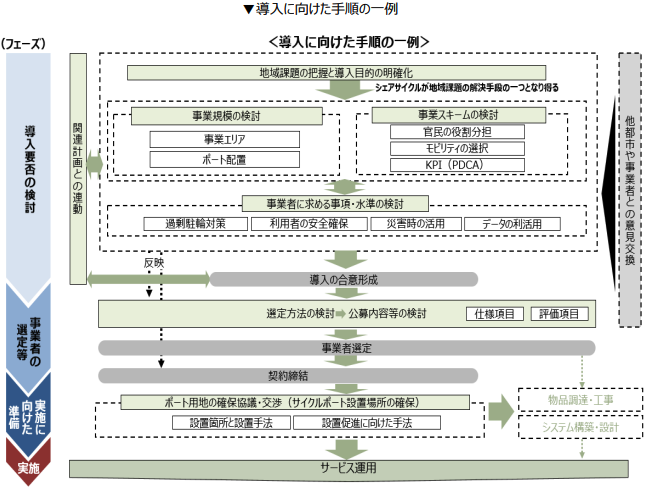 ▼導入に向けた手順の一例
(フェーズ)
<導入に向けた手順の一例>
導入要否の検討
事業者の
選定等
実施に
向けた
準備
実施
関連計画との連動
地域課題の把握と導入目的の明確化
シェアサイクルが地域課題の解決手段の一つとなり得る
事業規模の検討
事業エリア
ポート配置
事業スキームの検討
官民の役割分担
モビリティの選択
KPI（PDCA）
事業者に求める事項・水準の検討
過剰駐輪対策
利用者の安全確保
災害時の活用
データの利活用
他都市や事業者との意見交換
反映
導入の合意形成
選定方法の検討 ➡ 公募内容等の検討
仕様項目
評価項目
事業者選定
契約締結
ポート用地の確保協議・交渉（サイクルポート設置場所の確保）
設置箇所と設置手法
設置促進に向けた手法
物品調達・工事
システム構築・設計
サービス運用